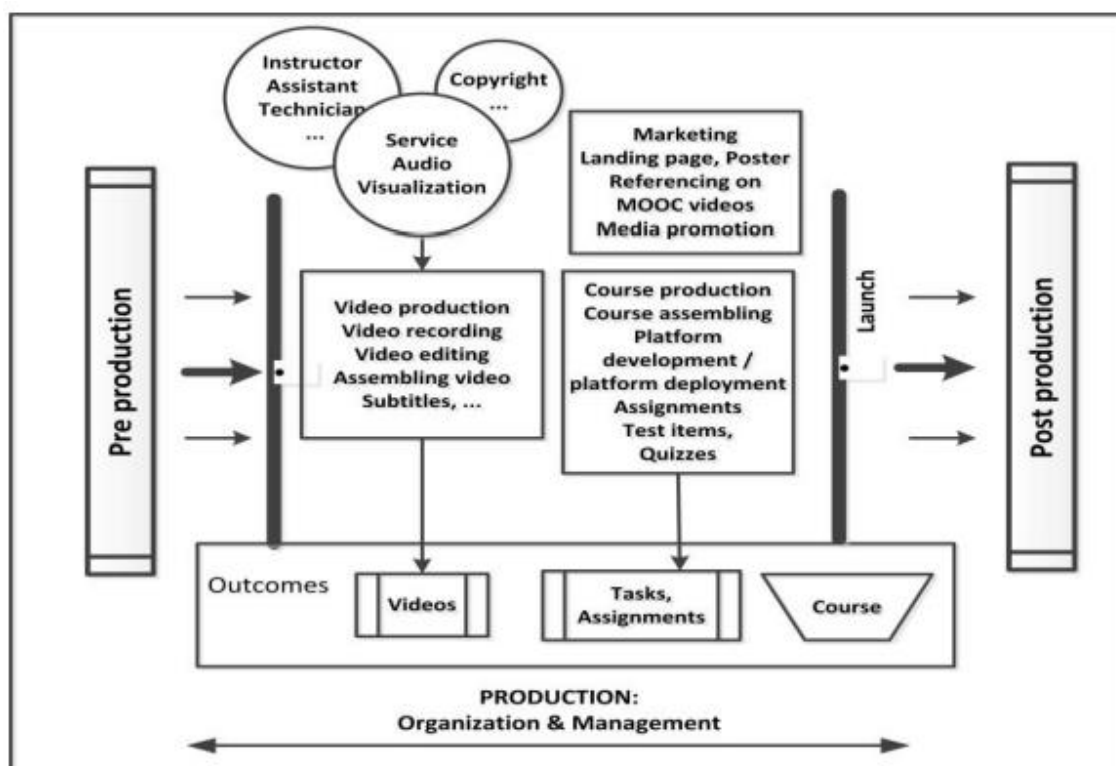 Instructor
Assistant
Technician
...
Copyright
...
Service
Audio
Visualization
Marketing
Landing page, Poster
Referencing on
MOOC videos
Media promotion
Pre production
Video production
Video recording
Video editing
Assembling video
Subtitles, ...
Course production
Course assembling
Platform
development /
platform deployment
Assignments
Test items,
Quizzes
Launch
Post production
Outcomes
Videos
Tasks,
Assignments
Course
PRODUCTION:
Organization & Management